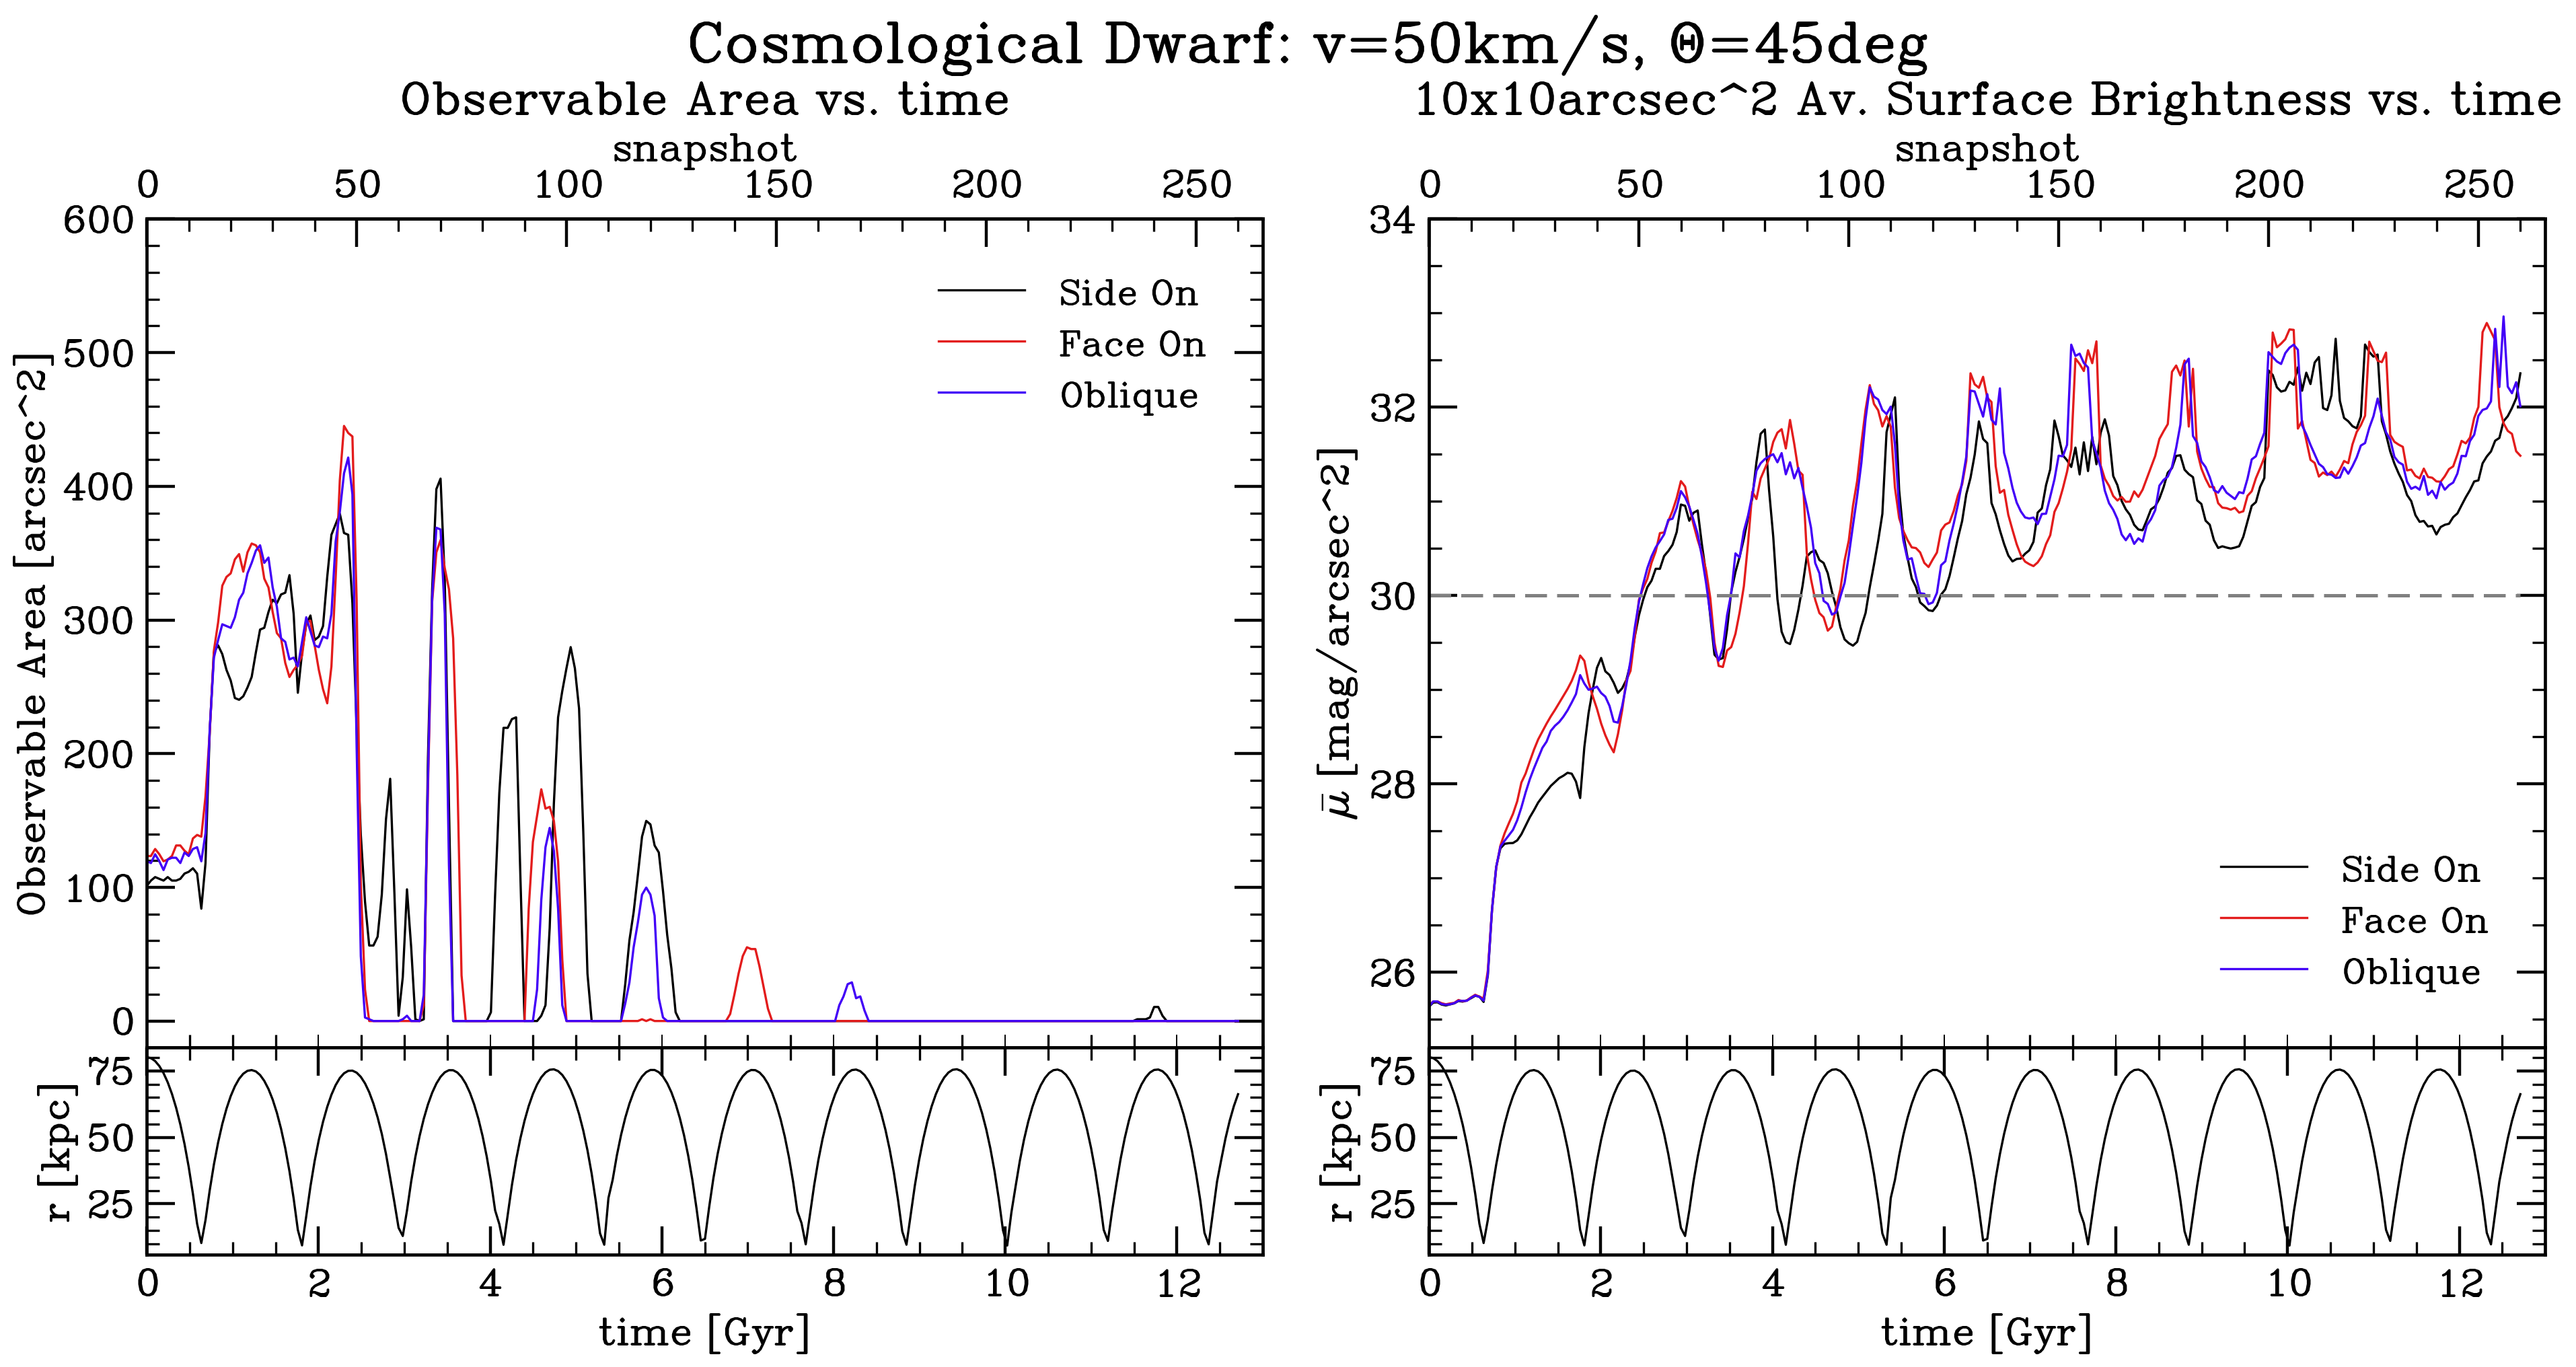 Cosmological Dwarf: v=50km/s, Θ=45deg
Observable Area vs. time
snapshot
0 50 100 150 200 250
600
500
400
300
200
100
0
Observable Area [arcsec^2]
Side On
Face On
Oblique
75
50
25
r [kpc]
0 2 4 6 8 10 12
time [Gyr]
10x10arcsec^2 Av. Surface Brightness vs. time
snapshot
0 50 100 150 200 250
34
32
30
28
26
μ̄ [mag/arcsec^2]
Side On
Face On
Oblique
75
50
25
r [kpc]
0 2 4 6 8 10 12
time [Gyr]